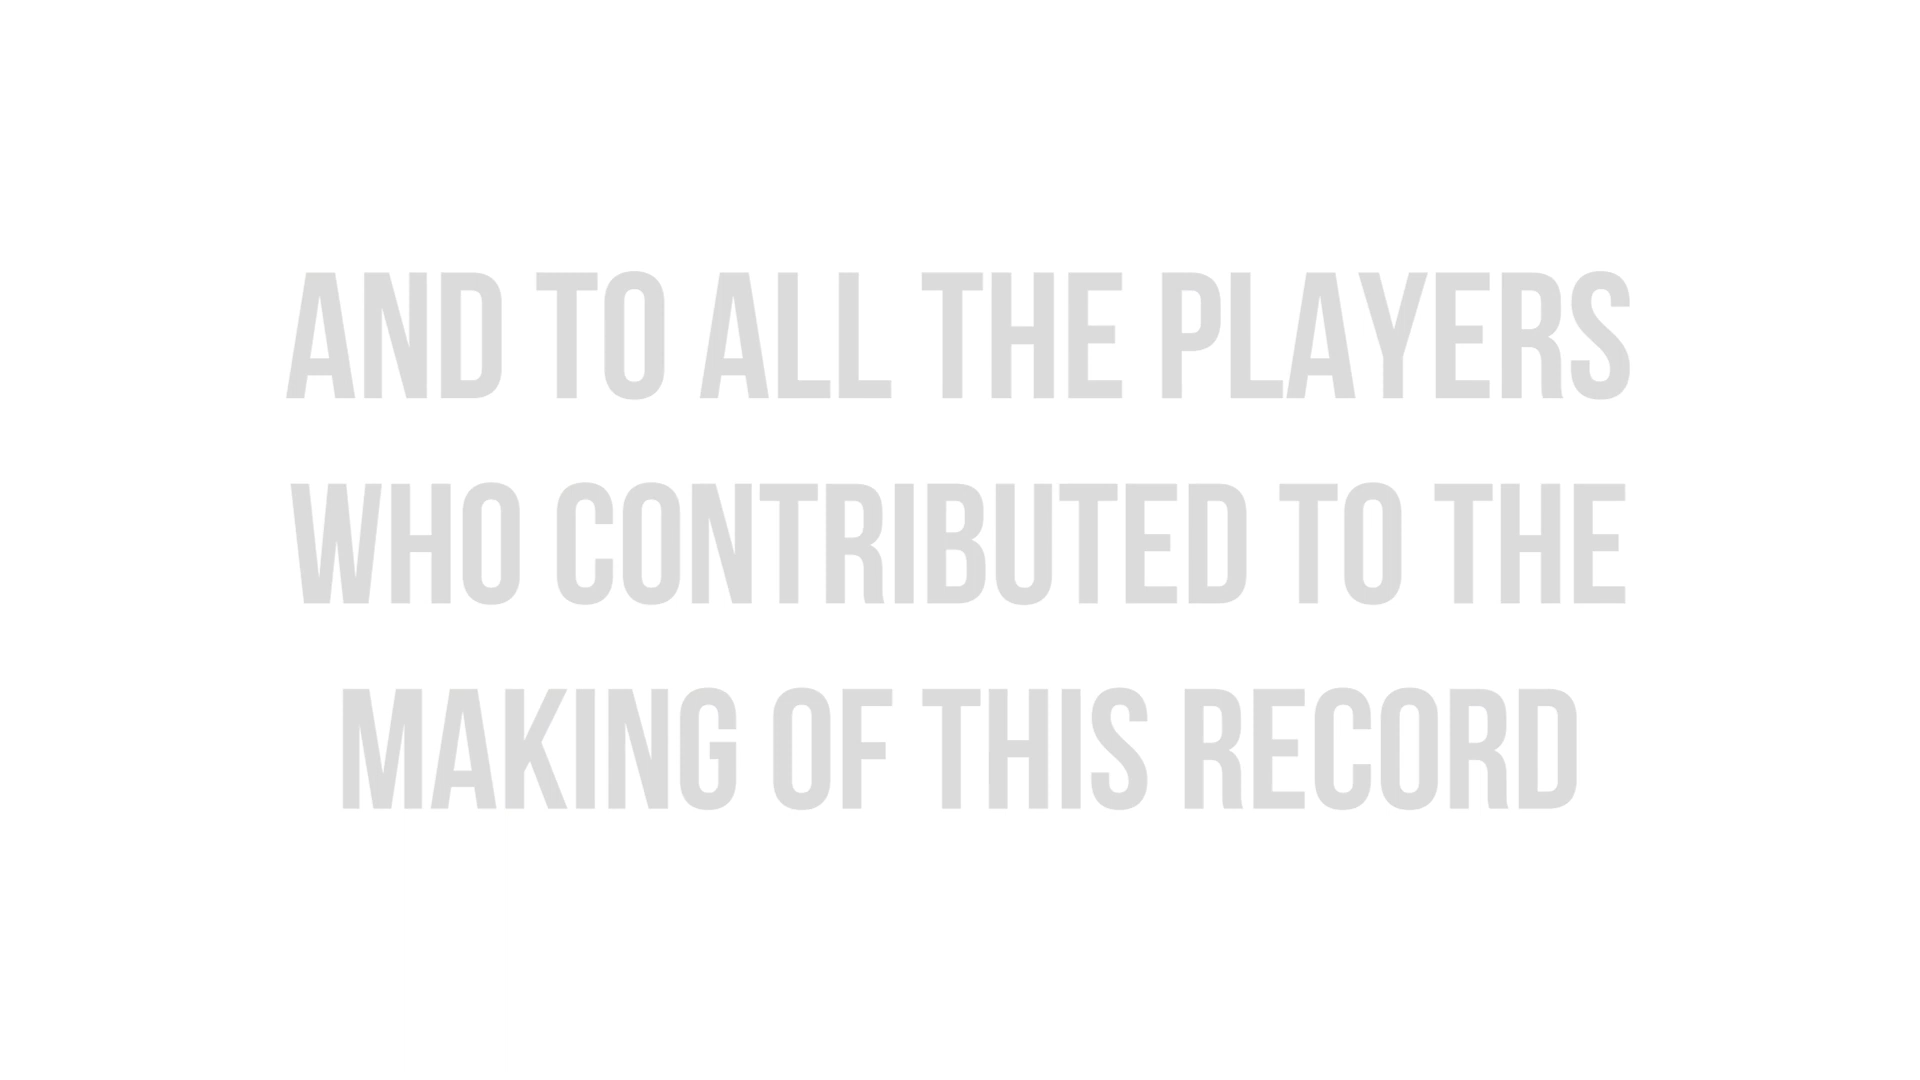 AND TO ALL THE PLAYERS
WHO CONTRIBUTED TO THE
MAKING OF THIS RECORD